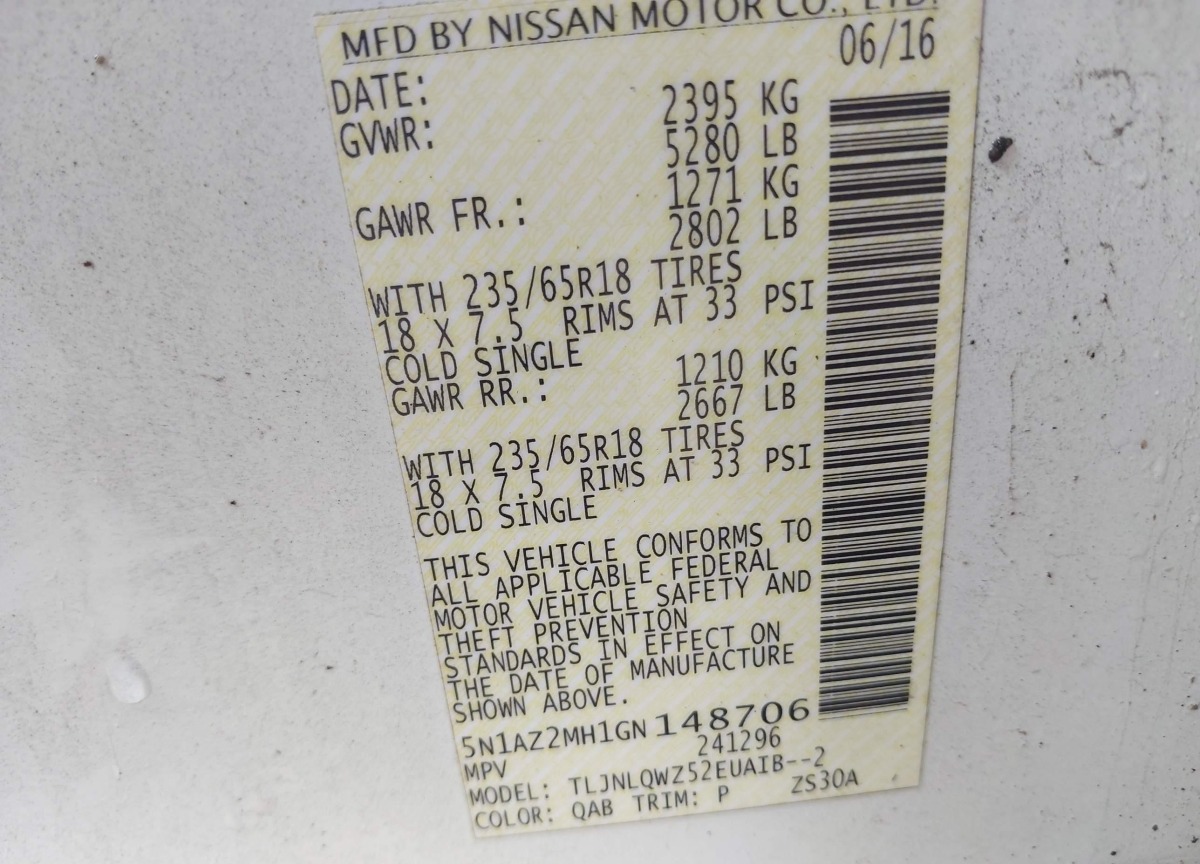 MFD BY NISSAN MOTOR CO., LTD.
DATE: 06/16
GVWR: 2395 KG
5280 LB
GAWR FR.: 1271 KG
2802 LB
WITH 235/65R18 TIRES
18 X 7.5 RIMS AT 33 PSI
COLD SINGLE
GAWR RR.: 1210 KG
2667 LB
WITH 235/65R18 TIRES
18 X 7.5 RIMS AT 33 PSI
COLD SINGLE
THIS VEHICLE CONFORMS TO
ALL APPLICABLE FEDERAL
MOTOR VEHICLE SAFETY AND
THEFT PREVENTION
STANDARDS IN EFFECT ON
THE DATE OF MANUFACTURE
SHOWN ABOVE.
5N1AZ2MH1GN148706
MPV 241296
MODEL: TLJNLQWZ52EUAIB--2
COLOR: QAB TRIM: P ZS30A